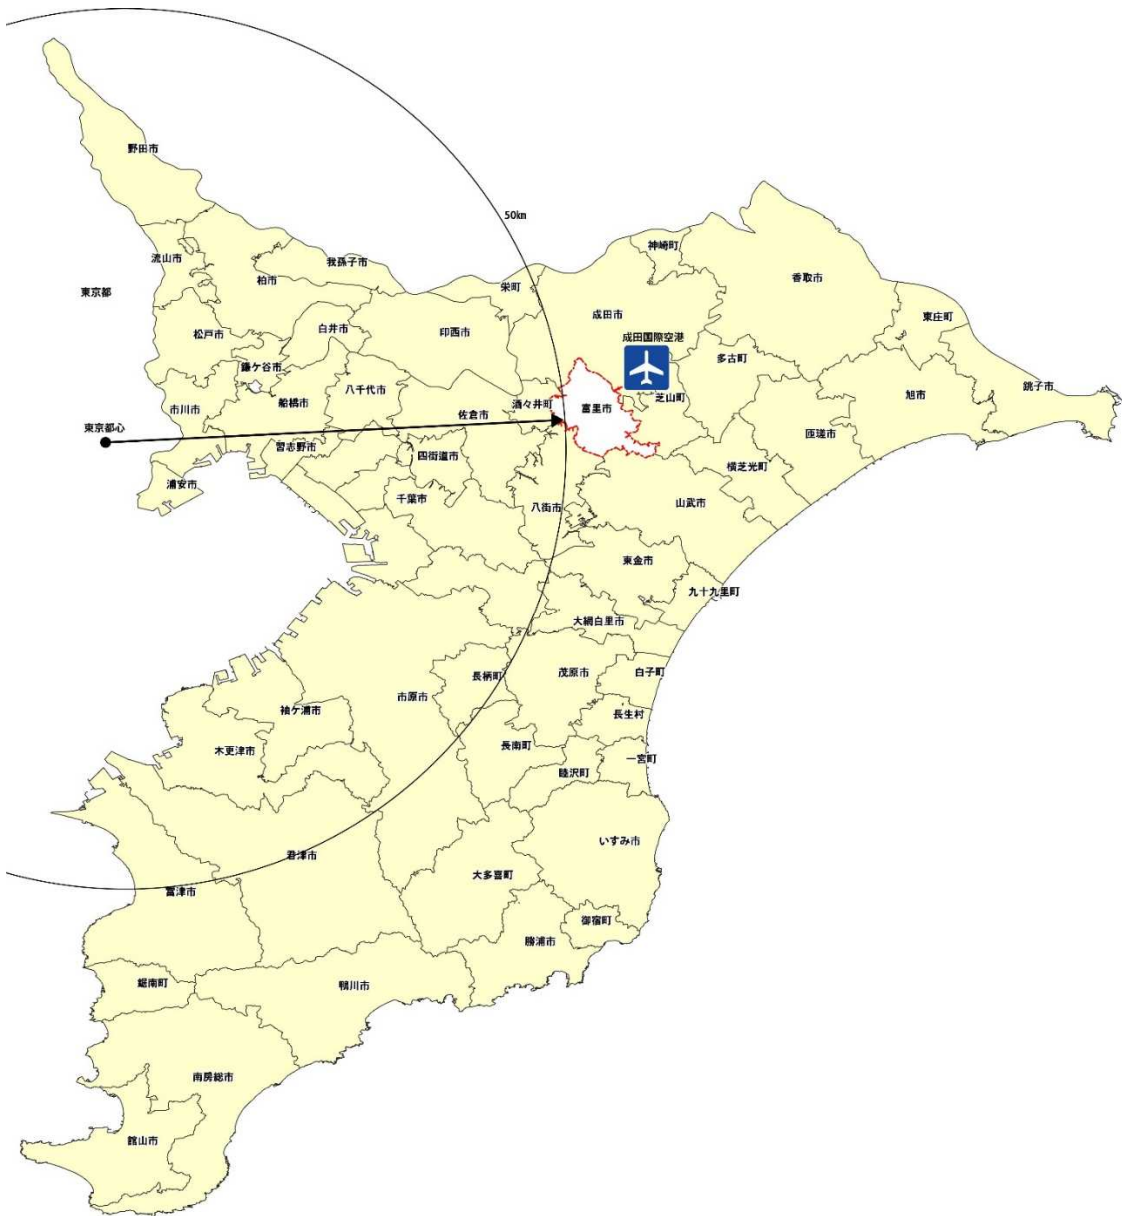 野田市
50km
流山市
我孫子市
神崎町
柏市
栄町
香取市
東京都
成田市
東庄町
松戸市
白井市
印西市
成田国際空港
多古町
鎌ケ谷市
八千代市
芝山町
銚子市
旭市
市川市
船橋市
酒々井町
富里市
佐倉市
東京都心
匝瑳市
習志野市
四街道市
横芝光町
浦安市
千葉市
八街市
山武市
東金市
九十九里町
大網白里市
長柄町
茂原市
白子町
市原市
袖ケ浦市
長生村
木更津市
長南町
一宮町
睦沢町
いすみ市
君津市
大多喜町
富津市
御宿町
勝浦市
鋸南町
鴨川市
南房総市
館山市